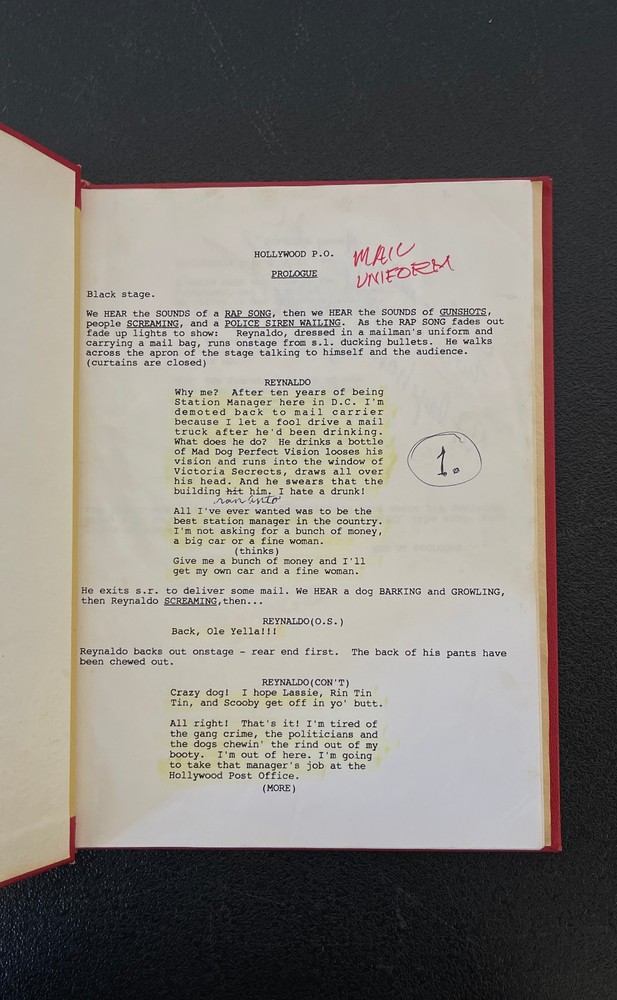 HOLLYWOOD P.O.
MAIL
UNIFORM
PROLOGUE
Black stage.
We HEAR the SOUNDS of a RAP SONG, then we HEAR the SOUNDS of GUNSHOTS,
people SCREAMING, and a POLICE SIREN WAILING. As the RAP SONG fades out
fade up lights to show: Reynaldo, dressed in a mailman's uniform and
carrying a mail bag, runs onstage from s.l. ducking bullets. He walks
across the apron of the stage talking to himself and the audience.
(curtains are closed)
REYNALDO
Why me? After ten years of being
Station Manager here in D.C. I'm
demoted back to mail carrier
because I let a fool drive a mail
truck after he'd been drinking.
What does he do? He drinks a bottle
of Mad Dog Perfect Vision looses his
vision and runs into the window of
Victoria Secrects, draws all over
his head. And he swears that the
building hit him. I hate a drunk!
ran into
1.
All I've ever wanted was to be the
best station manager in the country.
I'm not asking for a bunch of money,
a big car or a fine woman.
(thinks)
Give me a bunch of money and I'll
get my own car and a fine woman.
He exits s.r. to deliver some mail. We HEAR a dog BARKING and GROWLING,
then Reynaldo SCREAMING,then...
REYNALDO(O.S.)
Back, Ole Yella!!!
Reynaldo backs out onstage - rear end first. The back of his pants have
been chewed out.
REYNALDO(CON'T)
Crazy dog! I hope Lassie, Rin Tin
Tin, and Scooby get off in yo' butt.
All right! That's it! I'm tired of
the gang crime, the politicians and
the dogs chewin' the rind out of my
booty. I'm out of here. I'm going
to take that manager's job at the
Hollywood Post Office.
(MORE)